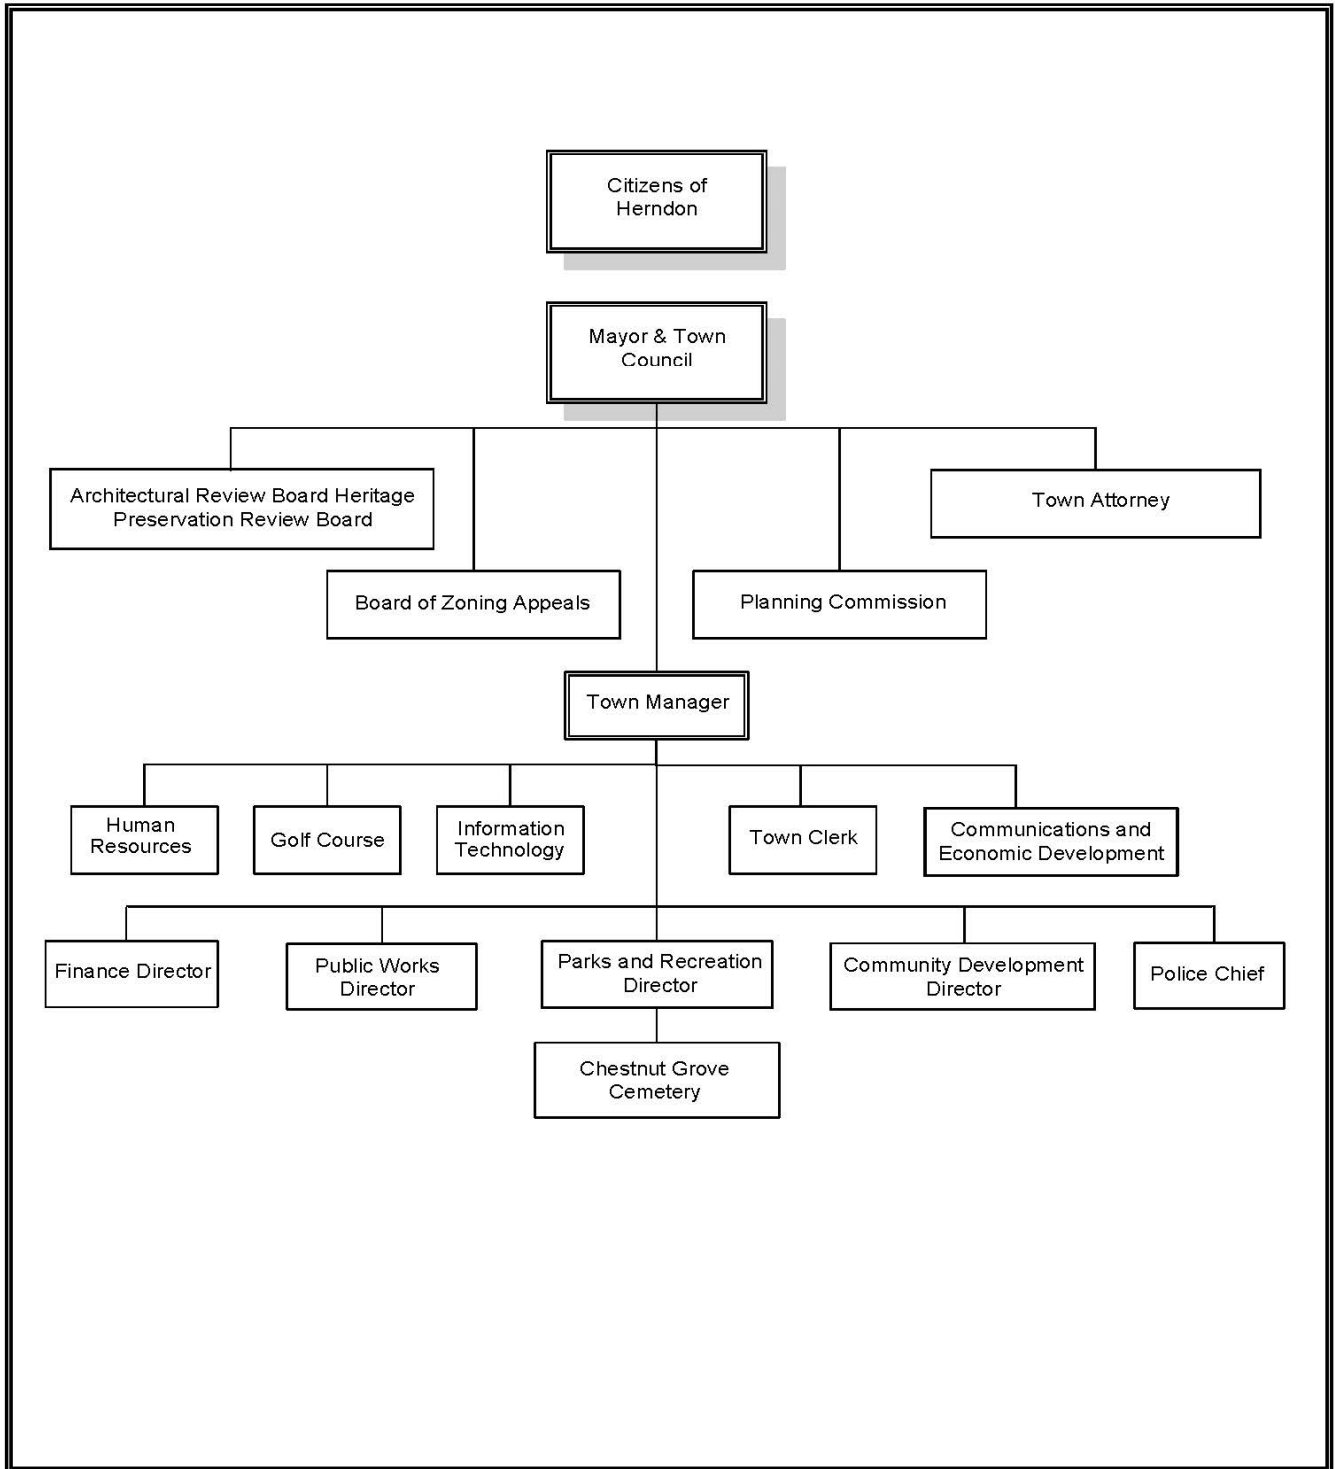 Citizens of
Herndon
Mayor & Town
Council
Architectural Review Board Heritage
Preservation Review Board
Town Attorney
Board of Zoning Appeals
Planning Commission
Town Manager
Human
Resources
Golf Course
Information
Technology
Town Clerk
Communications and
Economic Development
Finance Director
Public Works
Director
Parks and Recreation
Director
Community Development
Director
Police Chief
Chestnut Grove
Cemetery